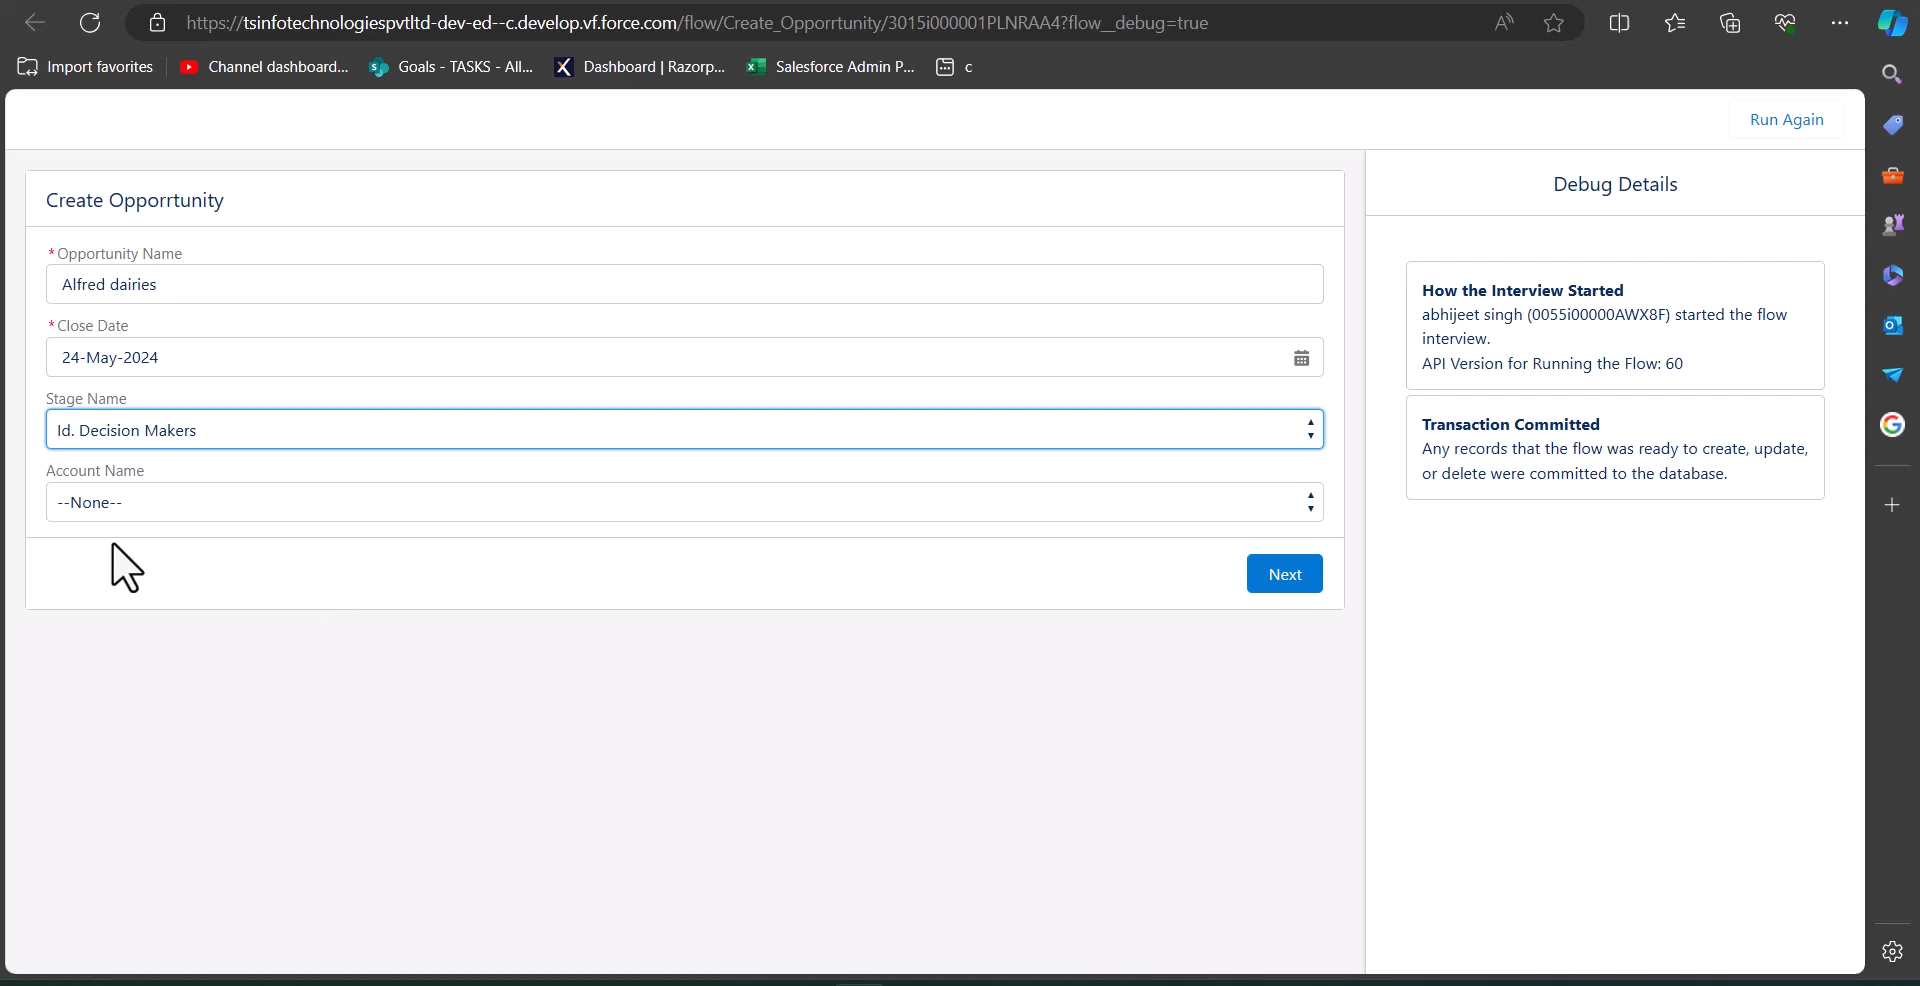 https://tsinfotechnologiespvtltd-dev-ed--c.develop.vf.force.com/flow/Create_Opporrtunity/3015i000001PLNRAA4?flow__debug=true
Import favorites
Channel dashboard...
Goals - TASKS - All...
Dashboard | Razorp...
Salesforce Admin P...
c
Run Again
Create Opporrtunity
* Opportunity Name
Alfred dairies
* Close Date
24-May-2024
Stage Name
Id. Decision Makers
Account Name
--None--
Next
Debug Details
How the Interview Started
abhijeet singh (0055i00000AWX8F) started the flow
interview.
API Version for Running the Flow: 60
Transaction Committed
Any records that the flow was ready to create, update,
or delete were committed to the database.